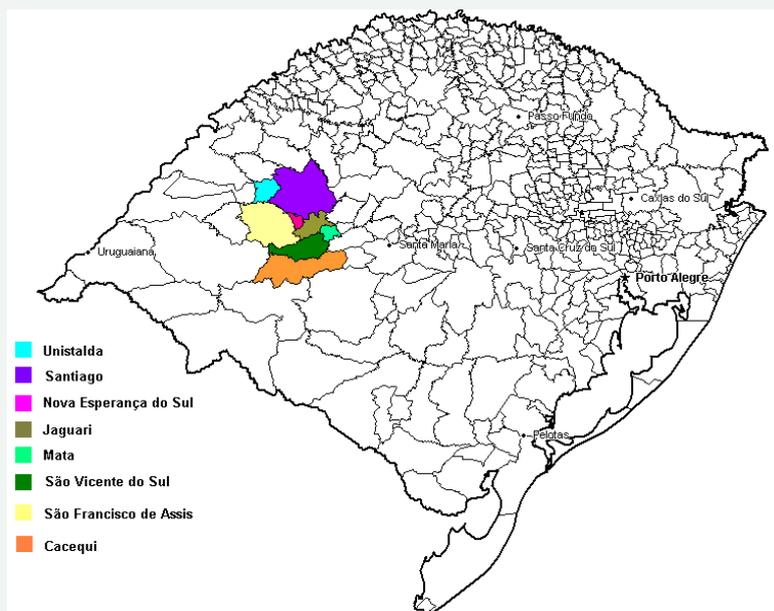 Passo Fundo
Caxias do Sul
Uruguaiana
Santa Maria
Santa Cruz do Sul
Porto Alegre
Pelotas
Unistalda
Santiago
Nova Esperança do Sul
Jaguari
Mata
São Vicente do Sul
São Francisco de Assis
Cacequi